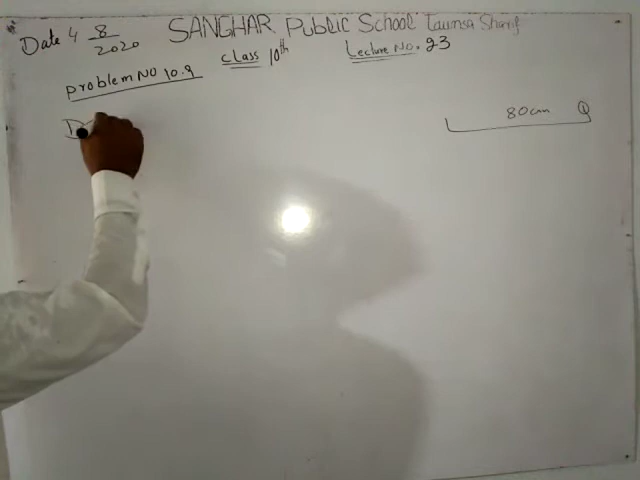 SANGHAR Public School Taunsa Sharif
Date 4 8/2020
Class 10th
Lecture No. 23
Problem NO 10.9
80cm
D